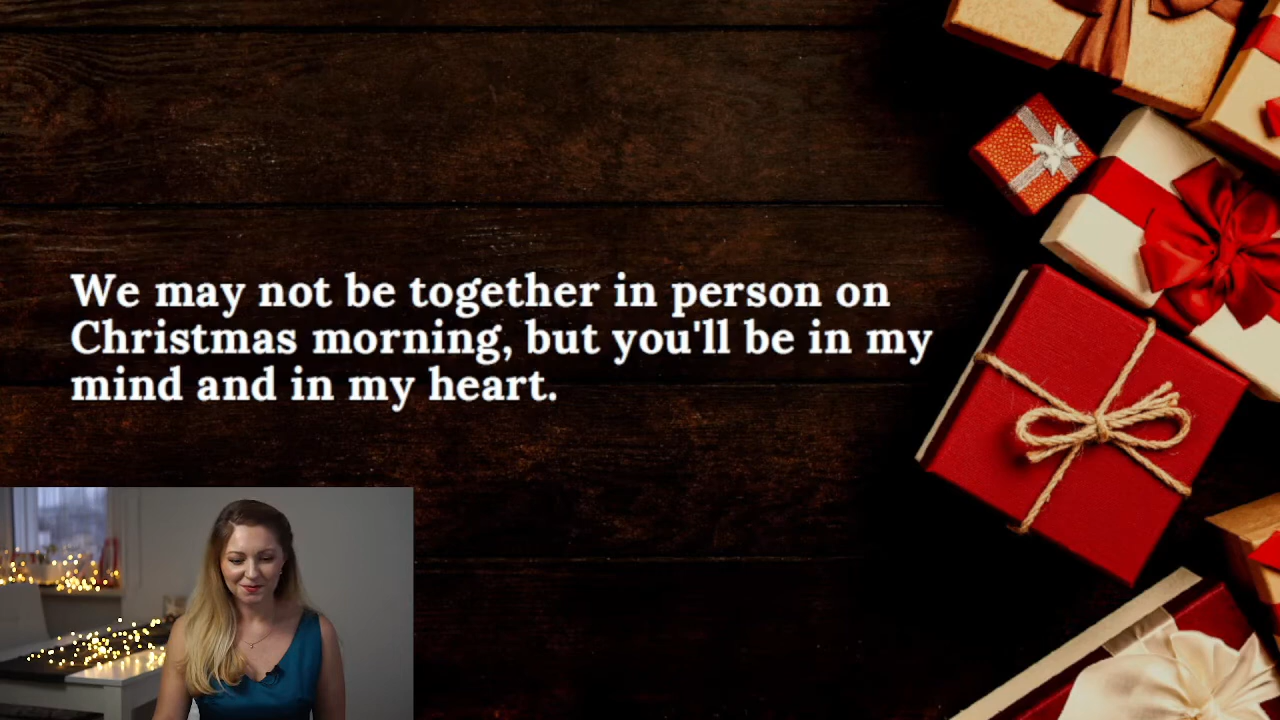 We may not be together in person on
Christmas morning, but you'll be in my
mind and in my heart.